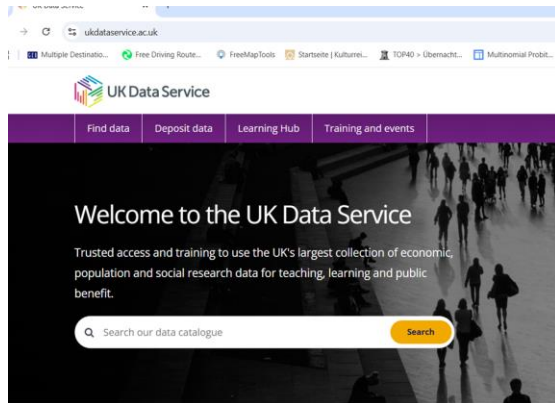 ukdataservice.ac.uk
Multiple Destinatio... Free Driving Route... FreeMapTools Startseite | Kulturrei... TOP40 > Übernacht... Multinomial Probit...
UK Data Service
Find data Deposit data Learning Hub Training and events
Welcome to the UK Data Service
Trusted access and training to use the UK's largest collection of economic,
population and social research data for teaching, learning and public
benefit.
Search our data catalogue Search